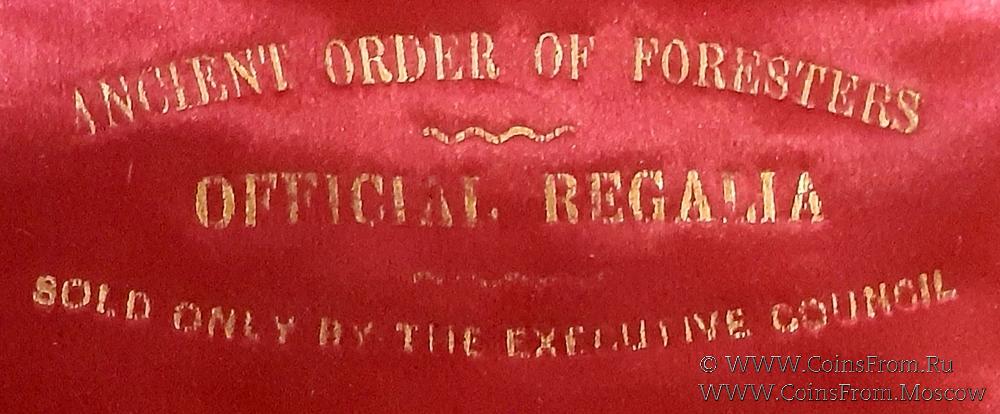 ANCIENT ORDER OF FORESTERS
OFFICIAL REGALIA
SOLD ONLY BY THE EXECUTIVE COUNCIL
© WWW.CoinsFrom.Ru
WWW.CoinsFrom.Moscow